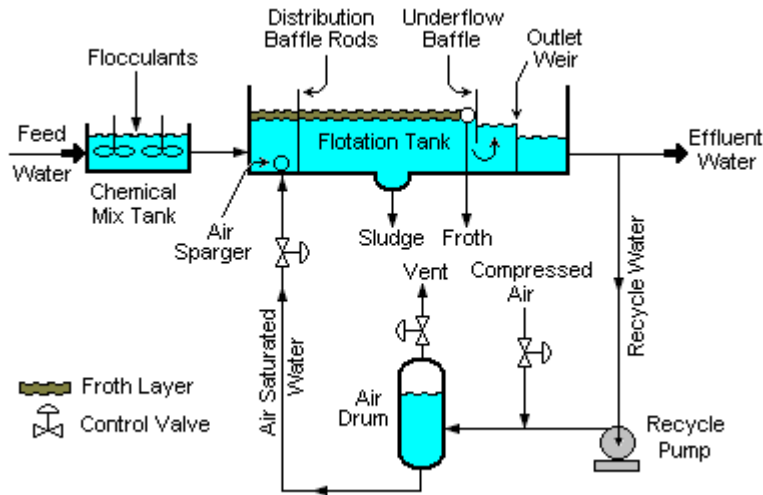 Distribution
Baffle Rods
Underflow
Baffle
Outlet
Weir
Flocculants
Feed
Water
Chemical
Mix Tank
Flotation Tank
Effluent
Water
Air
Sparger
Sludge
Froth
Vent
Compressed
Air
Recycle Water
Air Saturated
Water
Air
Drum
Froth Layer
Control Valve
Recycle
Pump